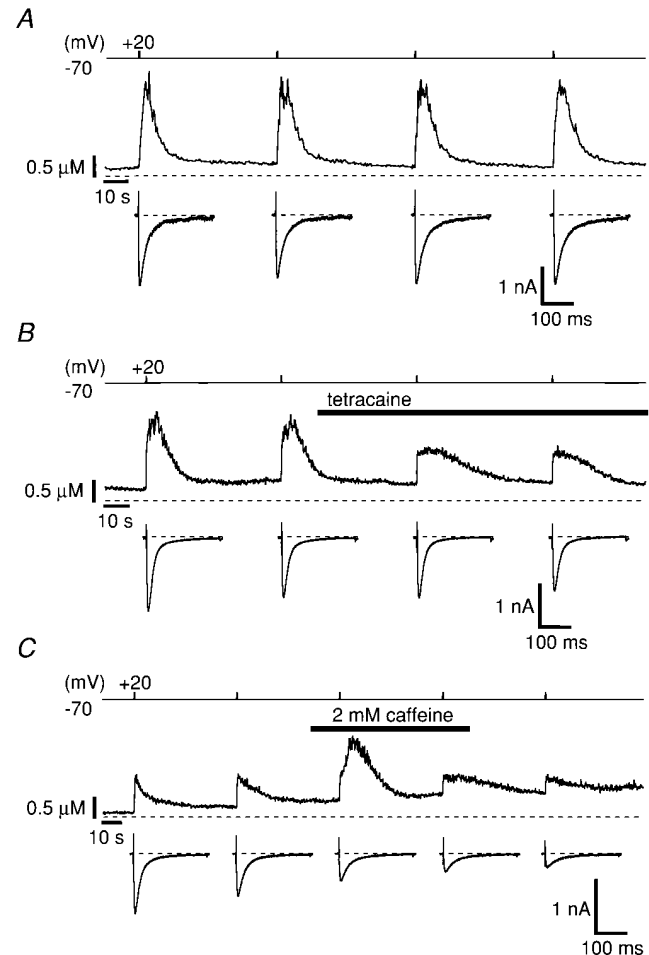 A
(mV) +20
-70
0.5 µM
10 s
1 nA
100 ms
B
(mV) +20
-70
tetracaine
0.5 µM
10 s
1 nA
100 ms
C
(mV) +20
-70
2 mM caffeine
0.5 µM
10 s
1 nA
100 ms